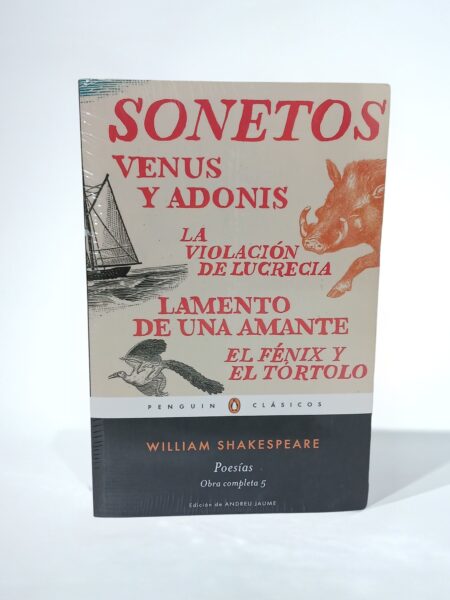 SONETOS
VENUS
Y ADONIS
LA
VIOLACIÓN
DE LUCRECIA
LAMENTO
DE UNA AMANTE
EL FÉNIX Y
EL TÓRTOLO
PENGUIN CLÁSICOS
WILLIAM SHAKESPEARE
Poesías
Obra completa 5
Edición de ANDREU JAUME